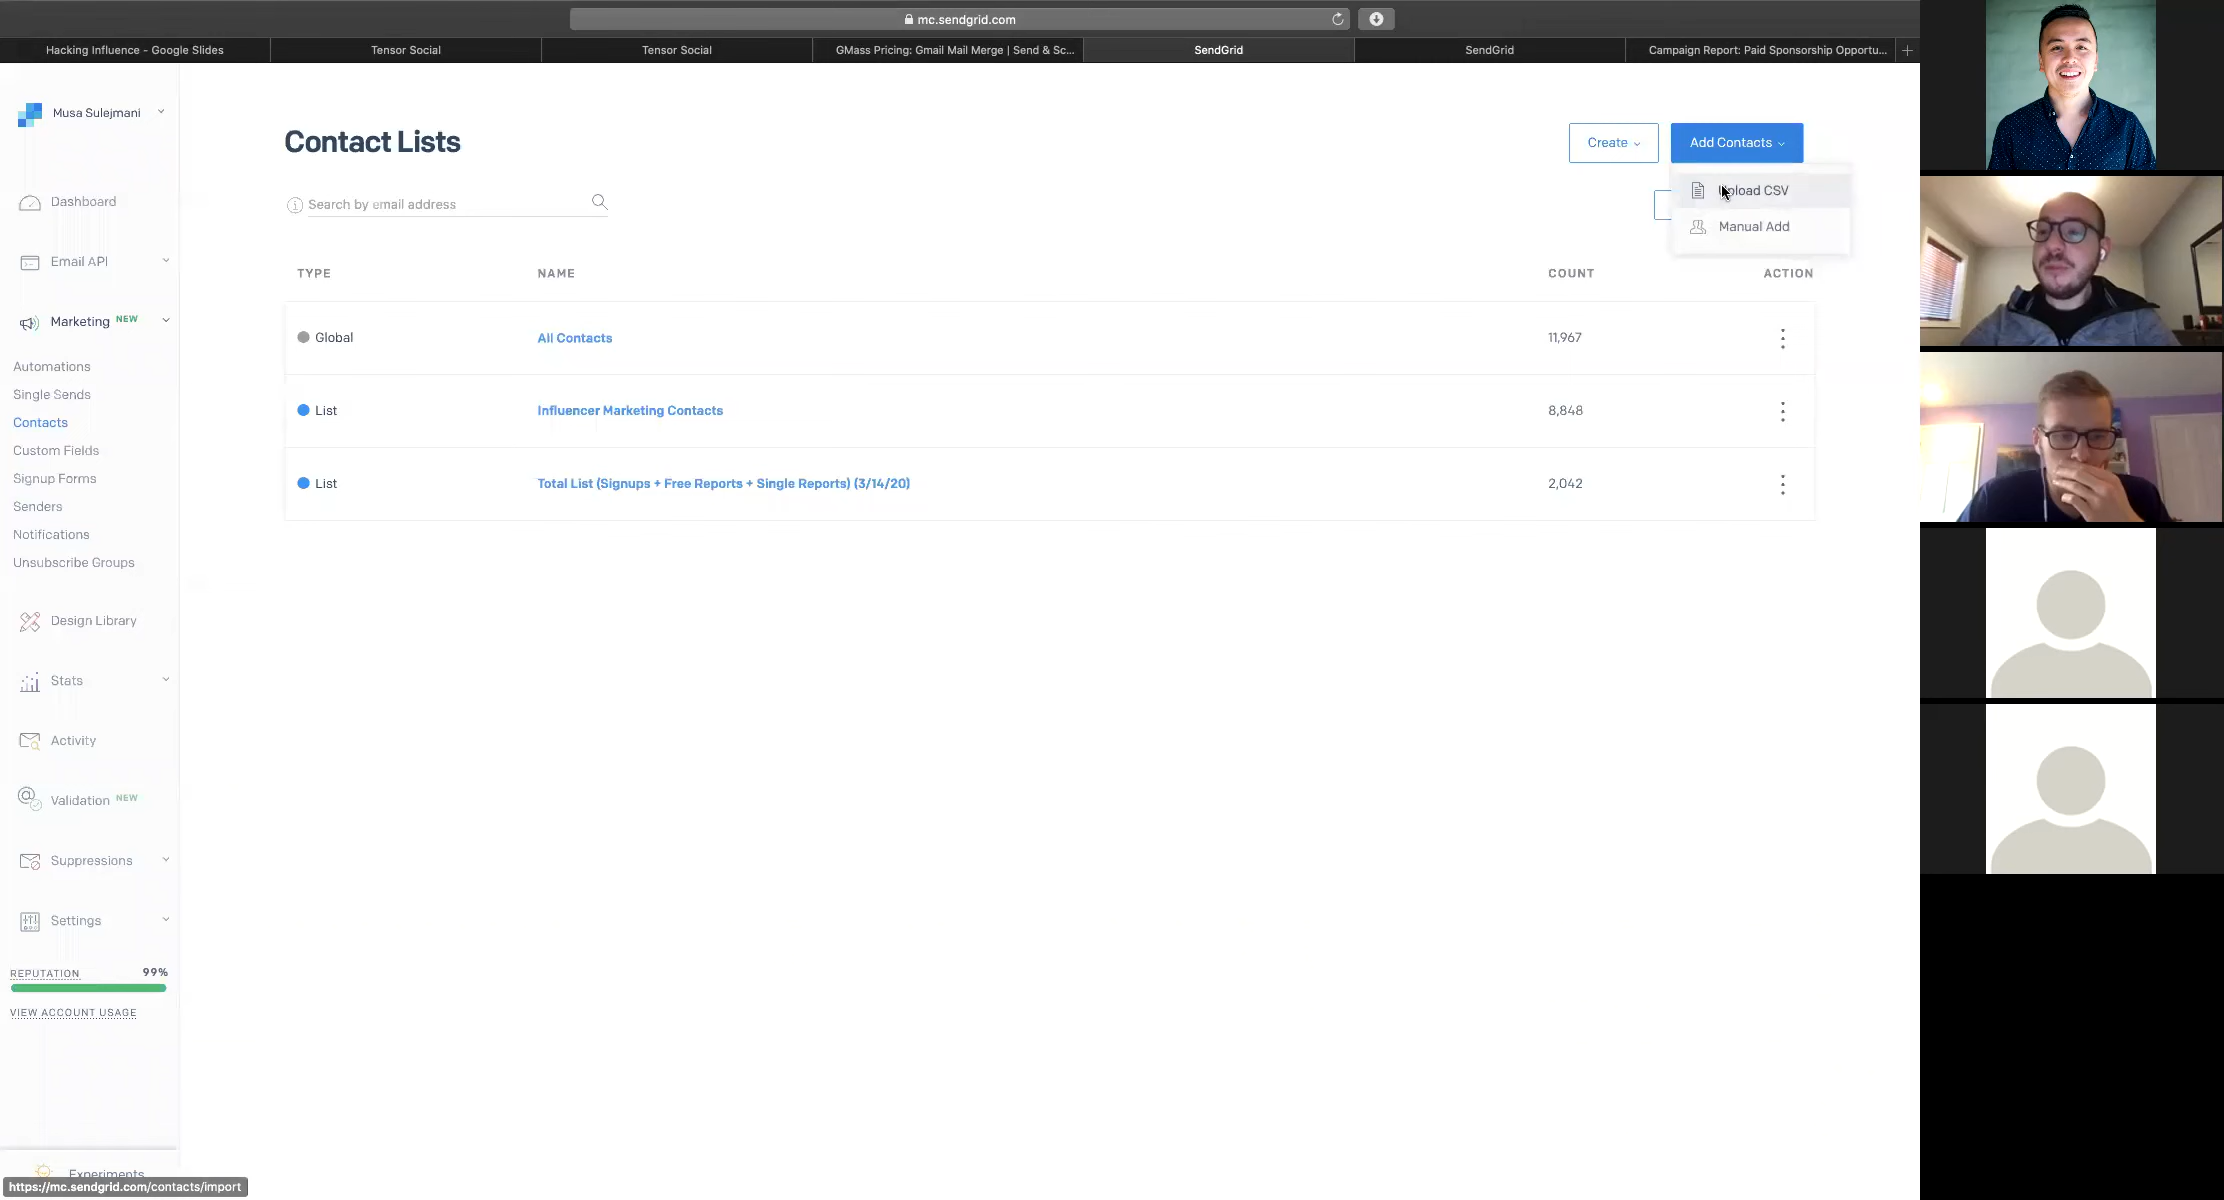 mc.sendgrid.com
Hacking Influence - Google Slides
Tensor Social
Tensor Social
GMass Pricing: Gmail Mail Merge | Send & Sc...
SendGrid
SendGrid
Campaign Report: Paid Sponsorship Opportu...
Musa Sulejmani
Dashboard
Email API
Marketing NEW
Automations
Single Sends
Contacts
Custom Fields
Signup Forms
Senders
Notifications
Unsubscribe Groups
Design Library
Stats
Activity
Validation NEW
Suppressions
Settings
REPUTATION 99%
VIEW ACCOUNT USAGE
Experiments
https://mc.sendgrid.com/contacts/import
Contact Lists
Create
Add Contacts
Upload CSV
Manual Add
Search by email address
TYPE NAME COUNT ACTION
Global All Contacts 11,967
List Influencer Marketing Contacts 8,848
List Total List (Signups + Free Reports + Single Reports) (3/14/20) 2,042